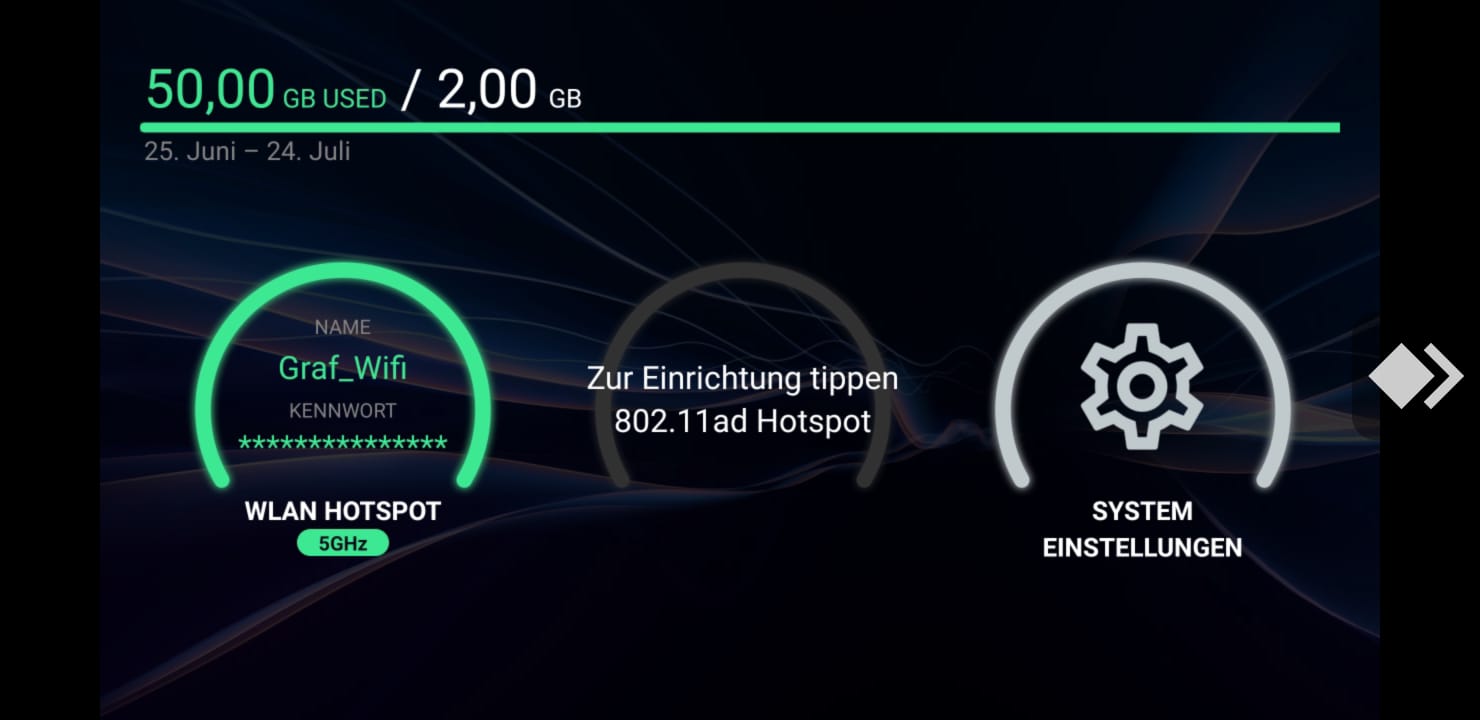 50,00 GB USED / 2,00 GB
25. Juni – 24. Juli
NAME
Graf_Wifi
KENNWORT
***************
WLAN HOTSPOT
5GHz
Zur Einrichtung tippen
802.11ad Hotspot
SYSTEM
EINSTELLUNGEN